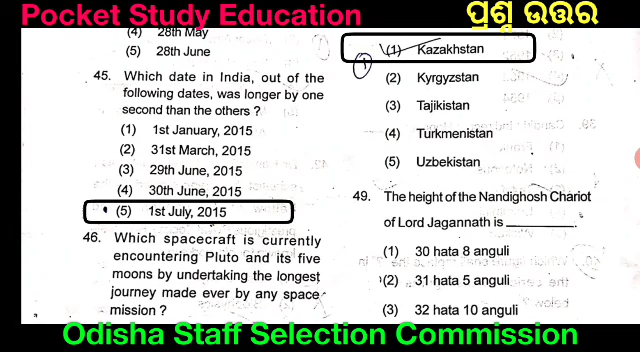 Pocket Study Education
ପ୍ରଶ୍ନ ଉତ୍ତର
(4) 28th May
(5) 28th June
45. Which date in India, out of the
following dates, was longer by one
second than the others ?
(1) 1st January, 2015
(2) 31st March, 2015
(3) 29th June, 2015
(4) 30th June, 2015
(5) 1st July, 2015
46. Which spacecraft is currently
encountering Pluto and its five
moons by undertaking the longest
journey made ever by any space
mission ?
(1) Kazakhstan
(1)
(2) Kyrgyzstan
(3) Tajikistan
(4) Turkmenistan
(5) Uzbekistan
49. The height of the Nandighosh Chariot
of Lord Jagannath is ________.
(1) 30 hata 8 anguli
(2) 31 hata 5 anguli
(3) 32 hata 10 anguli
Odisha Staff Selection Commission